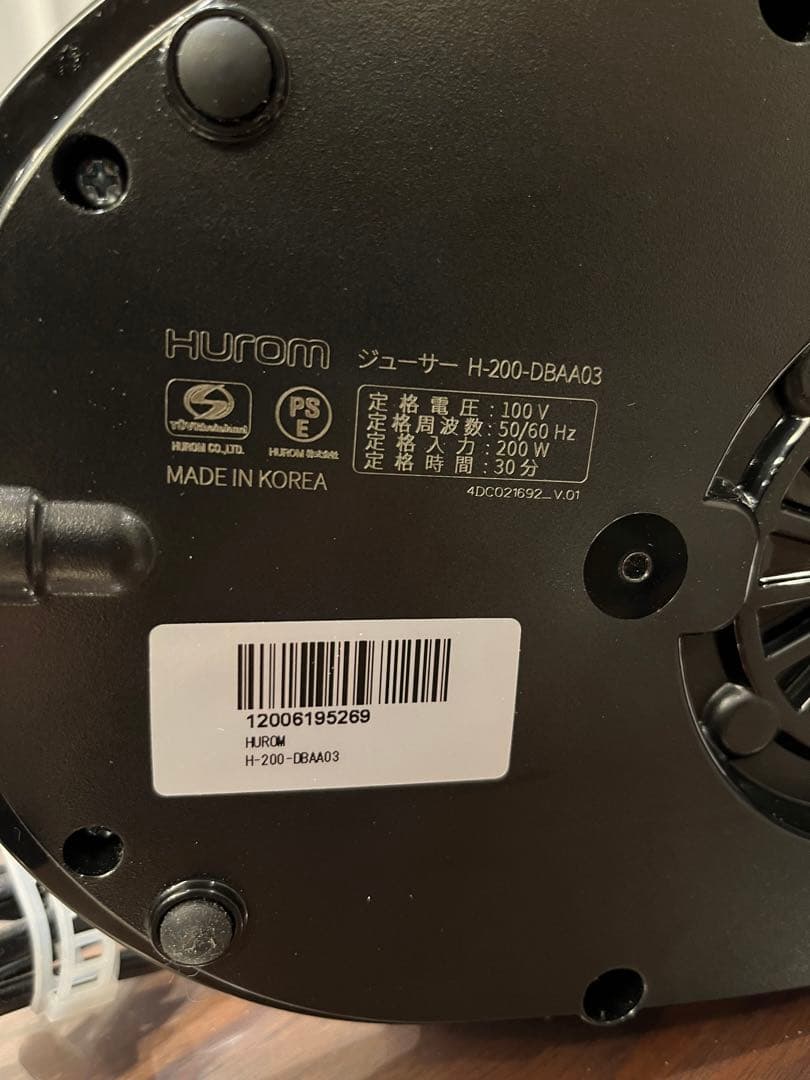 HUROM
ジューサー H-200-DBAA03
TÜVRheinland
HUROM CO.,LTD.
PS
E
HUROM 株式会社
定格電圧 : 100 V
定格周波数 : 50/60 Hz
定格入力 : 200 W
定格時間 : 30 分
MADE IN KOREA
4DC021692_V.01
12006195269
HUROM
H-200-DBAA03